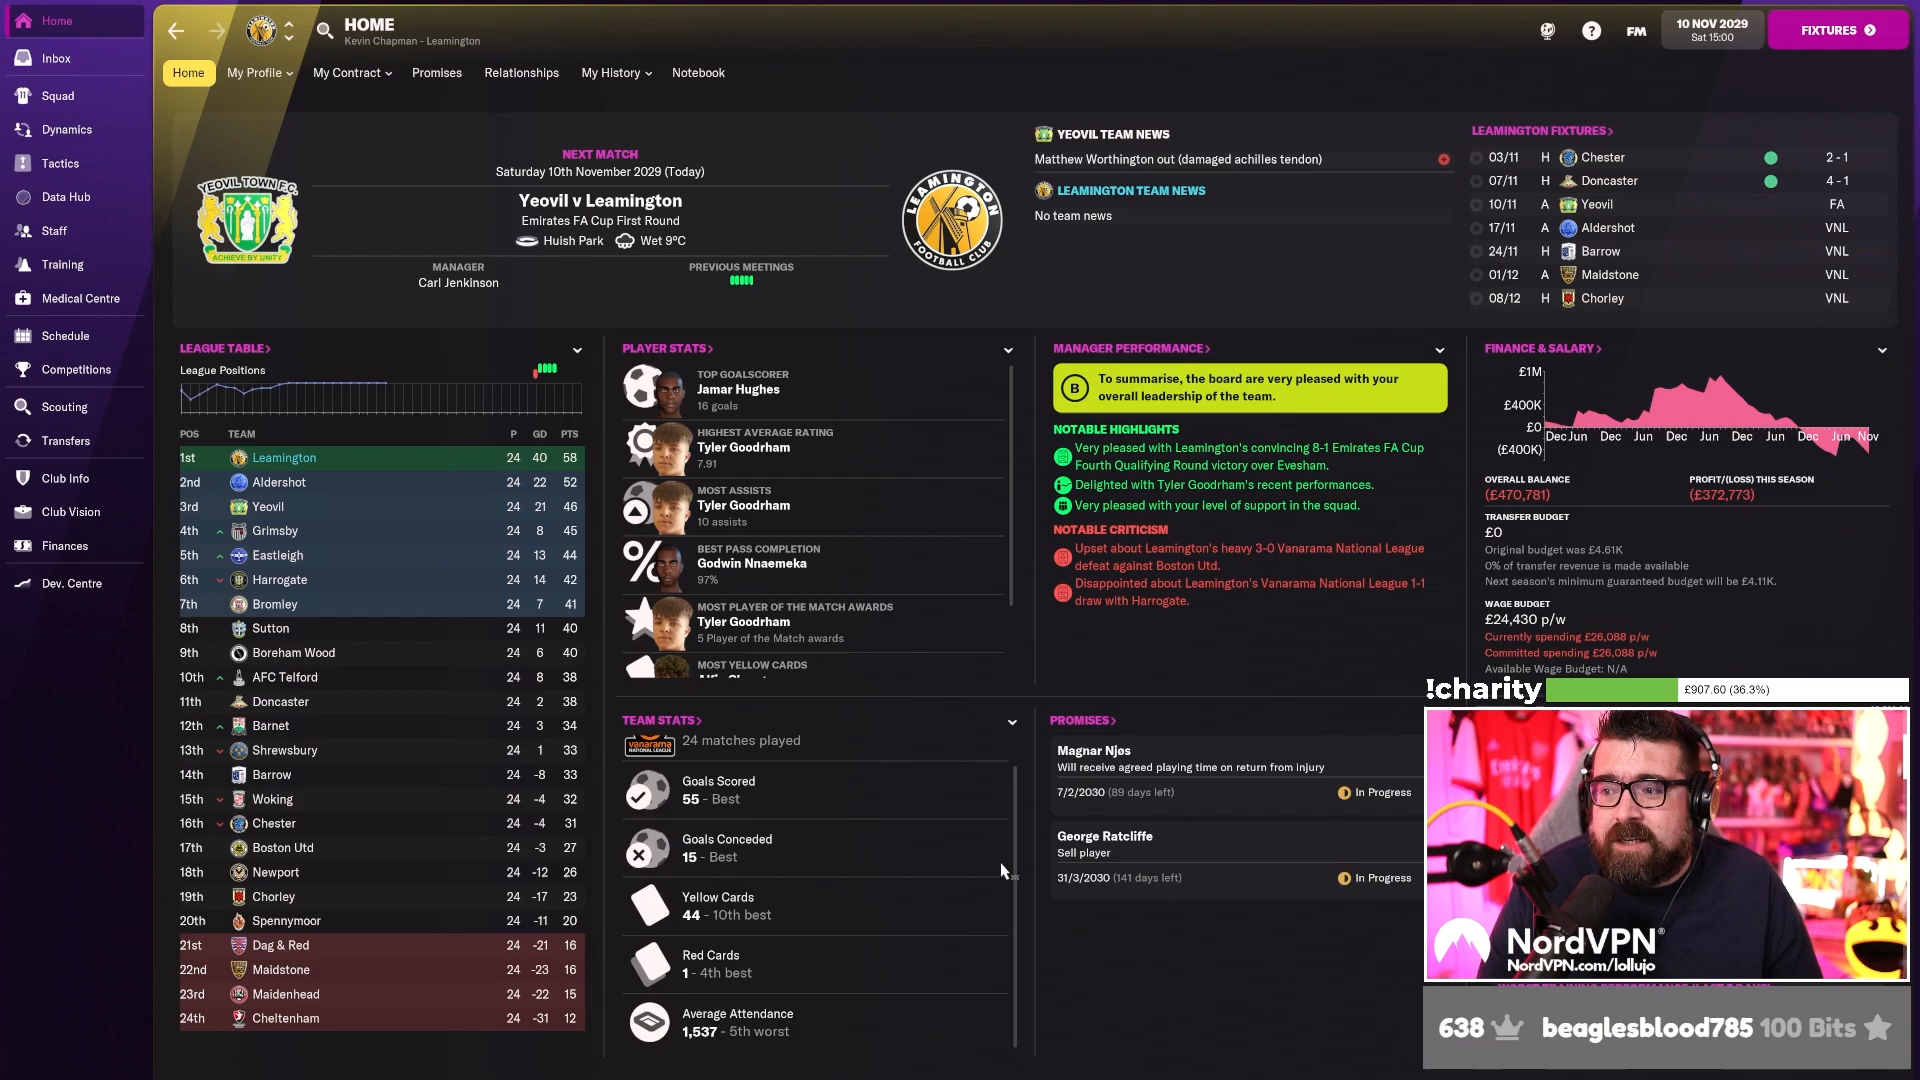 Home
Inbox
Squad
Dynamics
Tactics
Data Hub
Staff
Training
Medical Centre
Schedule
Competitions
Scouting
Transfers
Club Info
Club Vision
Finances
Dev. Centre
HOME
Kevin Chapman - Leamington
FM
10 NOV 2029
Sat 15:00
FIXTURES
Home My Profile My Contract Promises Relationships My History Notebook
YEOVIL TOWN F.C.
ACHIEVE BY UNITY
NEXT MATCH
Saturday 10th November 2029 (Today)
Yeovil v Leamington
Emirates FA Cup First Round
Huish Park Wet 9°C
MANAGER
Carl Jenkinson
PREVIOUS MEETINGS
LEAMINGTON
FOOTBALL CLUB
YEOVIL TEAM NEWS
Matthew Worthington out (damaged achilles tendon)
LEAMINGTON TEAM NEWS
No team news
LEAMINGTON FIXTURES>
03/11 H Chester 2 - 1
07/11 H Doncaster 4 - 1
10/11 A Yeovil FA
17/11 A Aldershot VNL
24/11 H Barrow VNL
01/12 A Maidstone VNL
08/12 H Chorley VNL
LEAGUE TABLE>
League Positions
POS TEAM P GD PTS
1st Leamington 24 40 58
2nd Aldershot 24 22 52
3rd Yeovil 24 21 46
4th Grimsby 24 8 45
5th Eastleigh 24 13 44
6th Harrogate 24 14 42
7th Bromley 24 7 41
8th Sutton 24 11 40
9th Boreham Wood 24 6 40
10th AFC Telford 24 8 38
11th Doncaster 24 2 38
12th Barnet 24 3 34
13th Shrewsbury 24 1 33
14th Barrow 24 -8 33
15th Woking 24 -4 32
16th Chester 24 -4 31
17th Boston Utd 24 -3 27
18th Newport 24 -12 26
19th Chorley 24 -17 23
20th Spennymoor 24 -11 20
21st Dag & Red 24 -21 16
22nd Maidstone 24 -23 16
23rd Maidenhead 24 -22 15
24th Cheltenham 24 -31 12
PLAYER STATS>
TOP GOALSCORER
Jamar Hughes
16 goals
HIGHEST AVERAGE RATING
Tyler Goodrham
7.91
MOST ASSISTS
Tyler Goodrham
10 assists
BEST PASS COMPLETION
Godwin Nnaemeka
97%
MOST PLAYER OF THE MATCH AWARDS
Tyler Goodrham
5 Player of the Match awards
MOST YELLOW CARDS
TEAM STATS>
vanarama
NATIONAL LEAGUE
24 matches played
Goals Scored
55 - Best
Goals Conceded
15 - Best
Yellow Cards
44 - 10th best
Red Cards
1 - 4th best
Average Attendance
1,537 - 5th worst
MANAGER PERFORMANCE>
B
To summarise, the board are very pleased with your
overall leadership of the team.
NOTABLE HIGHLIGHTS
Very pleased with Leamington's convincing 8-1 Emirates FA Cup
Fourth Qualifying Round victory over Evesham.
Delighted with Tyler Goodrham's recent performances.
Very pleased with your level of support in the squad.
NOTABLE CRITICISM
Upset about Leamington's heavy 3-0 Vanarama National League
defeat against Boston Utd.
Disappointed about Leamington's Vanarama National League 1-1
draw with Harrogate.
PROMISES>
Magnar Njøs
Will receive agreed playing time on return from injury
7/2/2030 (89 days left) In Progress
George Ratcliffe
Sell player
31/3/2030 (141 days left) In Progress
FINANCE & SALARY>
£1M
£400K
£0
(£400K)
Dec Jun Dec Jun Dec Jun Dec Jun Dec Jun Nov
OVERALL BALANCE
(£470,781)
PROFIT/(LOSS) THIS SEASON
(£372,773)
TRANSFER BUDGET
£0
Original budget was £4.61K
0% of transfer revenue is made available
Next season's minimum guaranteed budget will be £4.11K.
WAGE BUDGET
£24,430 p/w
Currently spending £26,088 p/w
Committed spending £26,088 p/w
Available Wage Budget: N/A
!charity £907.60 (36.3%)
NordVPN®
NordVPN.com/lollujo
638 beaglesblood785 100 Bits